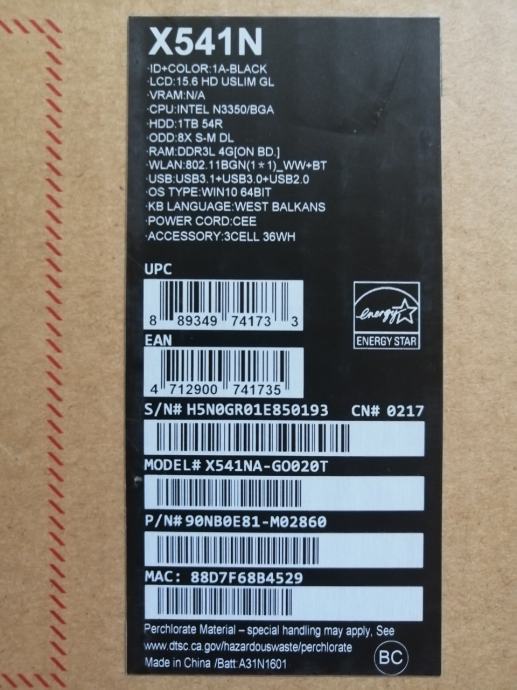 X541N
·ID+COLOR:1A-BLACK
·LCD:15.6 HD USLIM GL
·VRAM:N/A
·CPU:INTEL N3350/BGA
·HDD:1TB 54R
·ODD:8X S-M DL
·RAM:DDR3L 4G[ON BD.]
·WLAN:802.11BGN(1*1)_WW+BT
·USB:USB3.1+USB3.0+USB2.0
·OS TYPE:WIN10 64BIT
·KB LANGUAGE:WEST BALKANS
·POWER CORD:CEE
·ACCESSORY:3CELL 36WH
UPC
8 89349 74173 3
energy
ENERGY STAR
EAN
4 712900 741735
S/N# H5N0GR01E850193 CN# 0217
MODEL# X541NA-GO020T
P/N# 90NB0E81-M02860
MAC: 88D7F68B4529
Perchlorate Material – special handling may apply, See
www.dtsc.ca.gov/hazardouswaste/perchlorate
Made in China /Batt A31N1601
BC